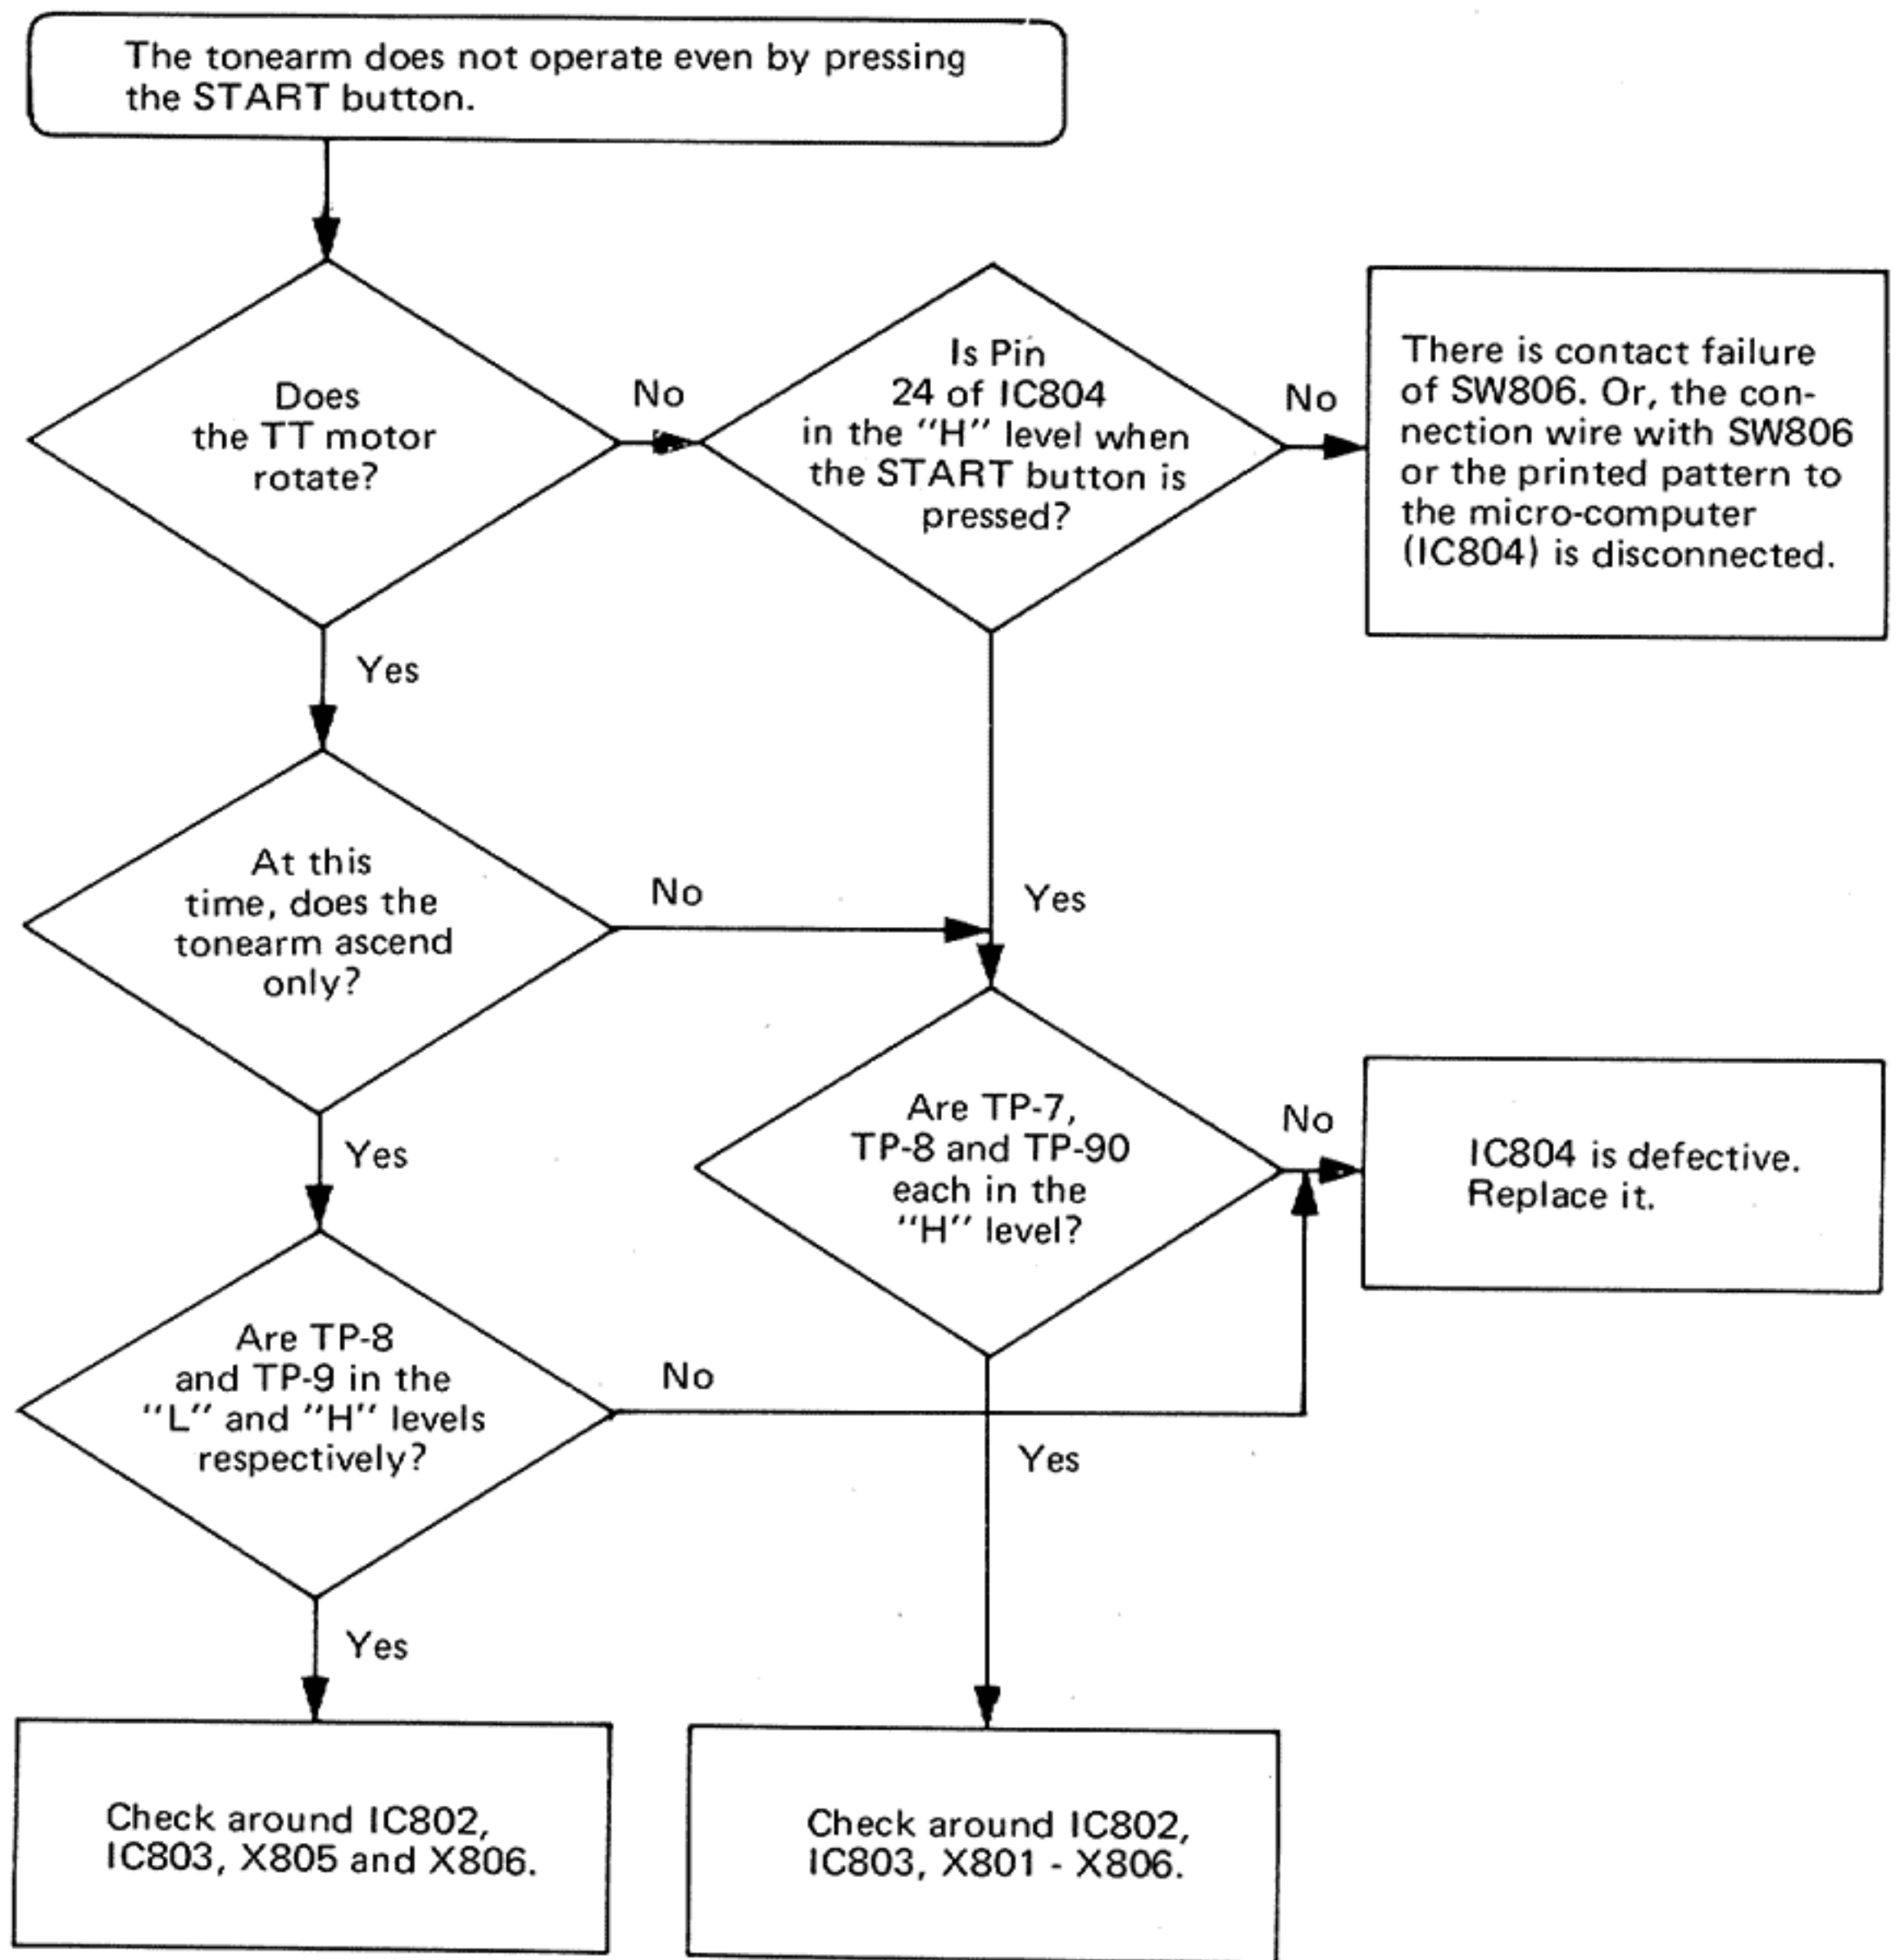 The tonearm does not operate even by pressing
the START button.
Does
the TT motor
rotate?
No
Is Pin
24 of IC804
in the "H" level when
the START button is
pressed?
No
There is contact failure
of SW806. Or, the con-
nection wire with SW806
or the printed pattern to
the micro-computer
(IC804) is disconnected.
Yes
At this
time, does the
tonearm ascend
only?
No
Yes
Are TP-7,
TP-8 and TP-90
each in the
"H" level?
No
IC804 is defective.
Replace it.
Yes
Are TP-8
and TP-9 in the
"L" and "H" levels
respectively?
No
Yes
Yes
Check around IC802,
IC803, X805 and X806.
Check around IC802,
IC803, X801 - X806.